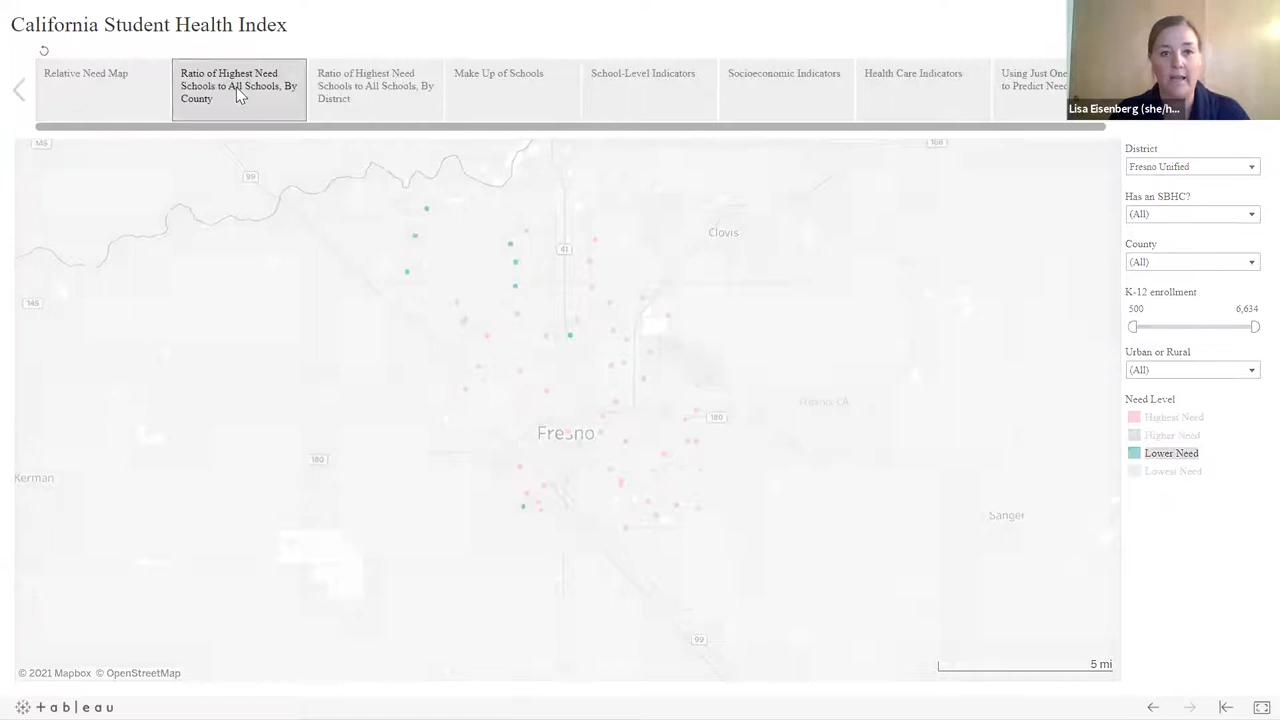 California Student Health Index
Relative Need Map
Ratio of Highest Need
Schools to All Schools, By
County
Ratio of Highest Need
Schools to All Schools, By
District
Make Up of Schools
School-Level Indicators
Socioeconomic Indicators
Health Care Indicators
Using Just One
to Predict Need
Lisa Eisenberg (she/h...
99
168
41
Clovis
145
180
Fresno
180
Kerman
Sanger
99
5 mi
© 2021 Mapbox © OpenStreetMap
District
Fresno Unified
Has an SBHC?
(All)
County
(All)
K-12 enrollment
500 6,634
Urban or Rural
(All)
Need Level
Highest Need
Higher Need
Lower Need
Lowest Need
+ a b | e a u